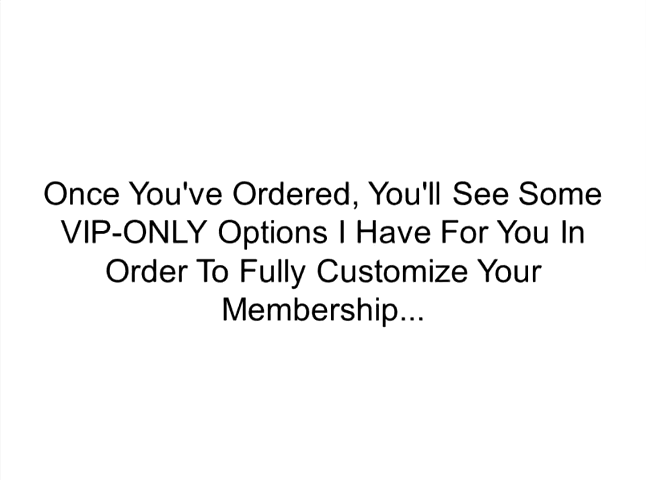 Once You've Ordered, You'll See Some
VIP-ONLY Options I Have For You In
Order To Fully Customize Your
Membership...